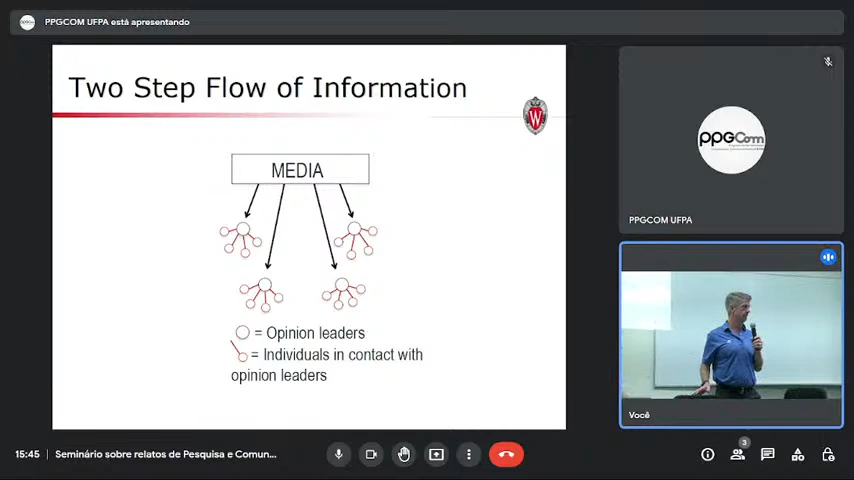 PPGCOM UFPA está apresentando
Two Step Flow of Information
W
MEDIA
= Opinion leaders
= Individuals in contact with
opinion leaders
PPGCom
PPGCOM UFPA
Você
15:45 Seminário sobre relatos de Pesquisa e Comun...
3